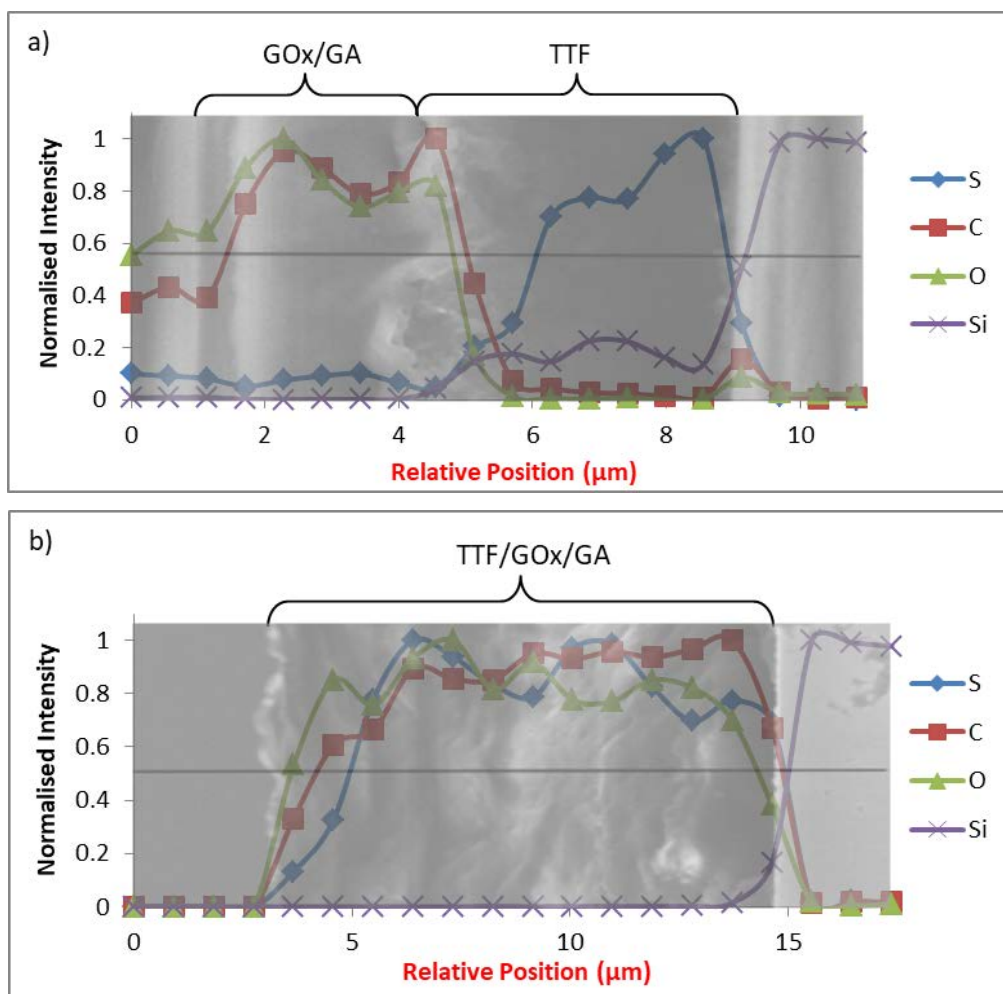 a)
GOx/GA
TTF
Normalised Intensity
1
0.8
0.6
0.4
0.2
0
0 2 4 6 8 10
Relative Position (µm)
S
C
O
Si
b)
TTF/GOx/GA
Normalised Intensity
1
0.8
0.6
0.4
0.2
0
0 5 10 15
Relative Position (µm)
S
C
O
Si